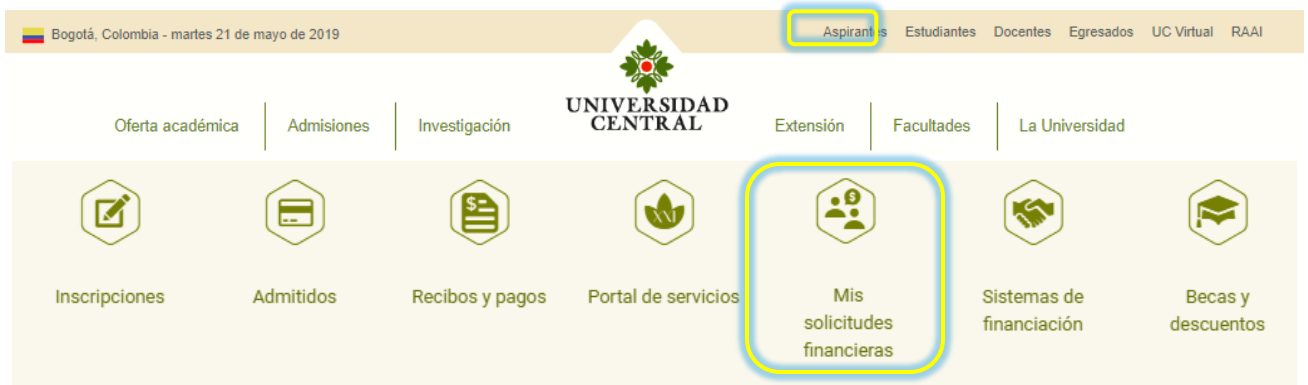 Bogotá, Colombia - martes 21 de mayo de 2019
Aspirantes Estudiantes Docentes Egresados UC Virtual RAAI
UNIVERSIDAD
CENTRAL
Oferta académica Admisiones Investigación Extensión Facultades La Universidad
$
XXI
$
Inscripciones Admitidos Recibos y pagos Portal de servicios Mis Sistemas de Becas y
solicitudes financiación descuentos
financieras